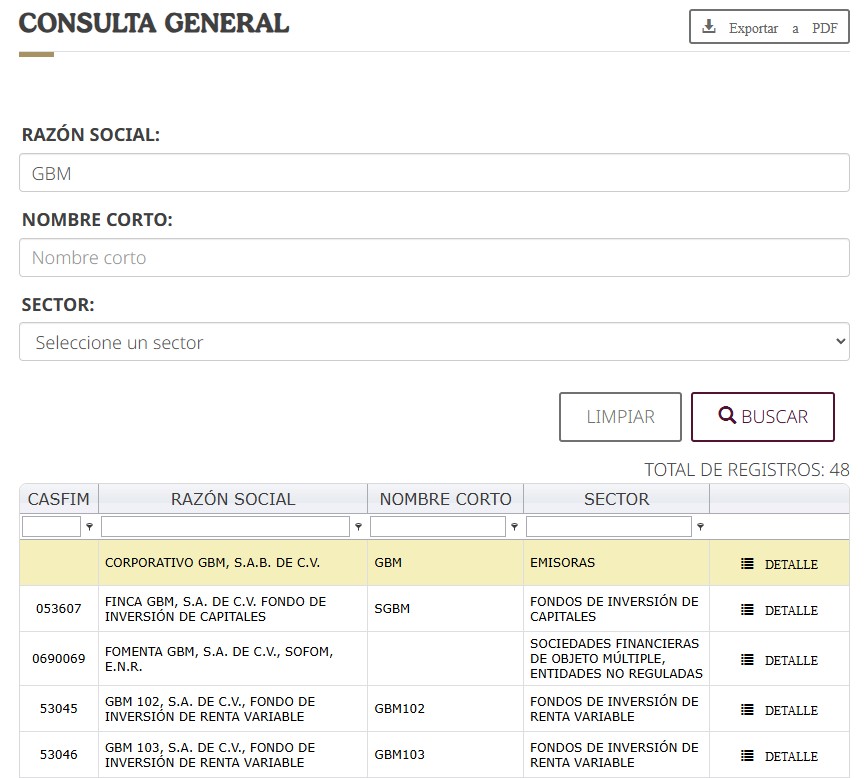 CONSULTA GENERAL
Exportar a PDF
RAZÓN SOCIAL:
GBM
NOMBRE CORTO:
Nombre corto
SECTOR:
Seleccione un sector
LIMPIAR
BUSCAR
TOTAL DE REGISTROS: 48
CASFIM RAZÓN SOCIAL NOMBRE CORTO SECTOR
CORPORATIVO GBM, S.A.B. DE C.V. GBM EMISORAS DETALLE
053607
FINCA GBM, S.A. DE C.V. FONDO DE
INVERSIÓN DE CAPITALES
SGBM
FONDOS DE INVERSIÓN DE
CAPITALES
DETALLE
0690069
FOMENTA GBM, S.A. DE C.V., SOFOM,
E.N.R.
SOCIEDADES FINANCIERAS
DE OBJETO MÚLTIPLE,
ENTIDADES NO REGULADAS
DETALLE
53045
GBM 102, S.A. DE C.V., FONDO DE
INVERSIÓN DE RENTA VARIABLE
GBM102
FONDOS DE INVERSIÓN DE
RENTA VARIABLE
DETALLE
53046
GBM 103, S.A. DE C.V., FONDO DE
INVERSIÓN DE RENTA VARIABLE
GBM103
FONDOS DE INVERSIÓN DE
RENTA VARIABLE
DETALLE